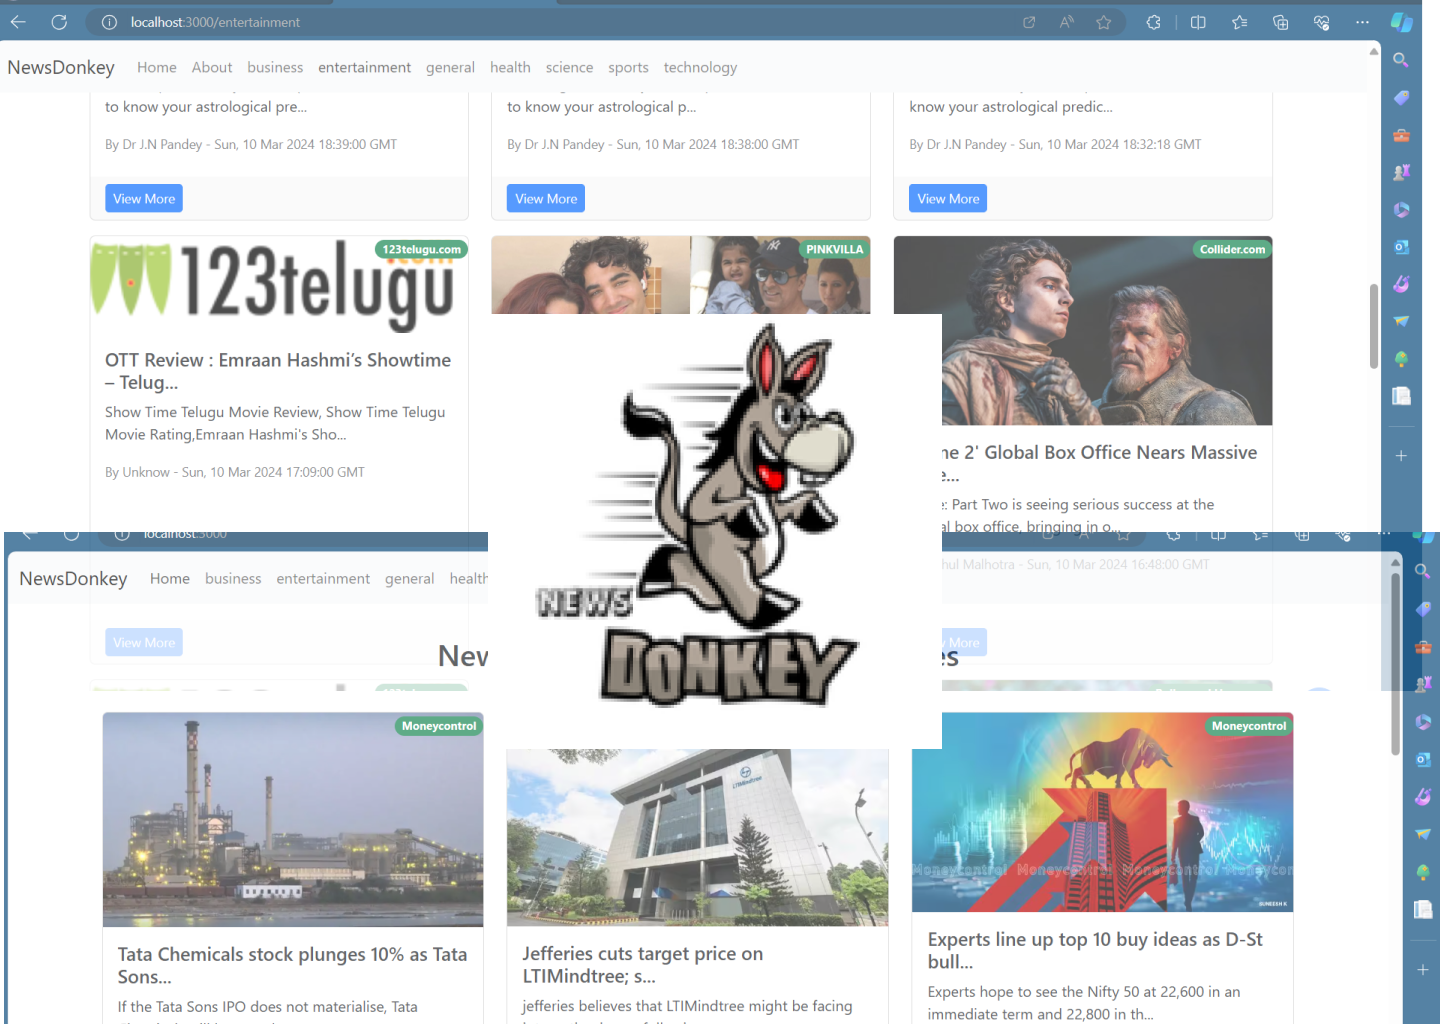 localhost:3000/entertainment
NewsDonkey Home About business entertainment general health science sports technology
to know your astrological pre...
By Dr J.N Pandey - Sun, 10 Mar 2024 18:39:00 GMT
View More
to know your astrological p...
By Dr J.N Pandey - Sun, 10 Mar 2024 18:38:00 GMT
View More
know your astrological predic...
By Dr J.N Pandey - Sun, 10 Mar 2024 18:32:18 GMT
View More
123telugu.com
123telugu
.com
OTT Review : Emraan Hashmi’s Showtime
– Telug...
Show Time Telugu Movie Review, Show Time Telugu
Movie Rating,Emraan Hashmi's Sho...
By Unknow - Sun, 10 Mar 2024 17:09:00 GMT
View More
PINKVILLA
Collider.com
ne 2' Global Box Office Nears Massive
e...
e: Part Two is seeing serious success at the
al box office, bringing in o...
hul Malhotra - Sun, 10 Mar 2024 16:48:00 GMT
More
NEWS
DONKEY
localhost:3000
NewsDonkey Home business entertainment general health
New
es
Moneycontrol
Tata Chemicals stock plunges 10% as Tata
Sons...
If the Tata Sons IPO does not materialise, Tata
LTIMindtree
Jefferies cuts target price on
LTIMindtree; s...
jefferies believes that LTIMindtree might be facing
Moneycontrol
Moneycontrol Moneycontrol Moneycontrol Moneycon
SUNEESH K
Experts line up top 10 buy ideas as D-St
bull...
Experts hope to see the Nifty 50 at 22,600 in an
immediate term and 22,800 in th...